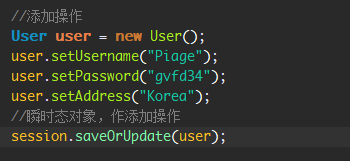 //添加操作
User user = new User();
user.setUsername("Piage");
user.setPassword("gvfd34");
user.setAddress("Korea");
//瞬时态对象，作添加操作
session.saveOrUpdate(user);